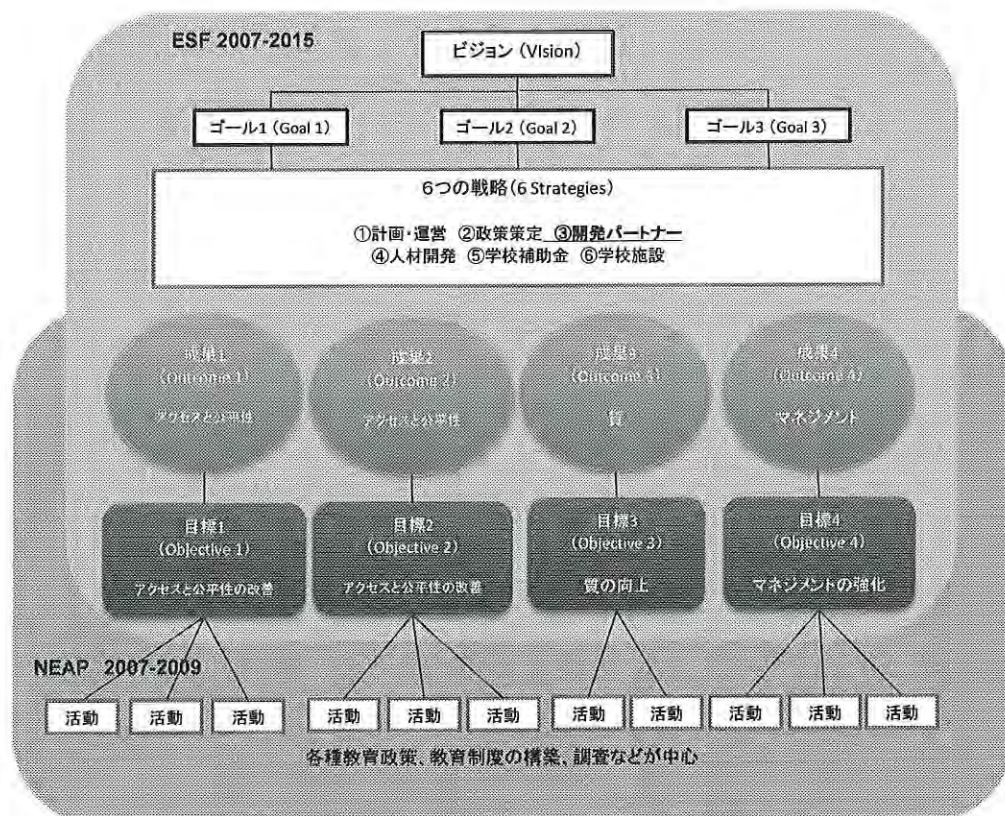 ESF 2007-2015
ビジョン (Vision)
ゴール1 (Goal 1)
ゴール2 (Goal 2)
ゴール3 (Goal 3)
6つの戦略(6 Strategies)
①計画・運営 ②政策策定 ③開発パートナー
④人材開発 ⑤学校補助金 ⑥学校施設
成果1
(Outcome 1)
アクセスと公平性
成果2
(Outcome 2)
アクセスと公平性
成果3
(Outcome 3)
質
成果4
(Outcome 4)
マネジメント
目標1
(Objective 1)
アクセスと公平性の改善
目標2
(Objective 2)
アクセスと公平性の改善
目標3
(Objective 3)
質の向上
目標4
(Objective 4)
マネジメントの強化
NEAP 2007-2009
活動
活動
活動
活動
活動
活動
活動
活動
活動
活動
活動
各種教育政策、教育制度の構築、調査などが中心